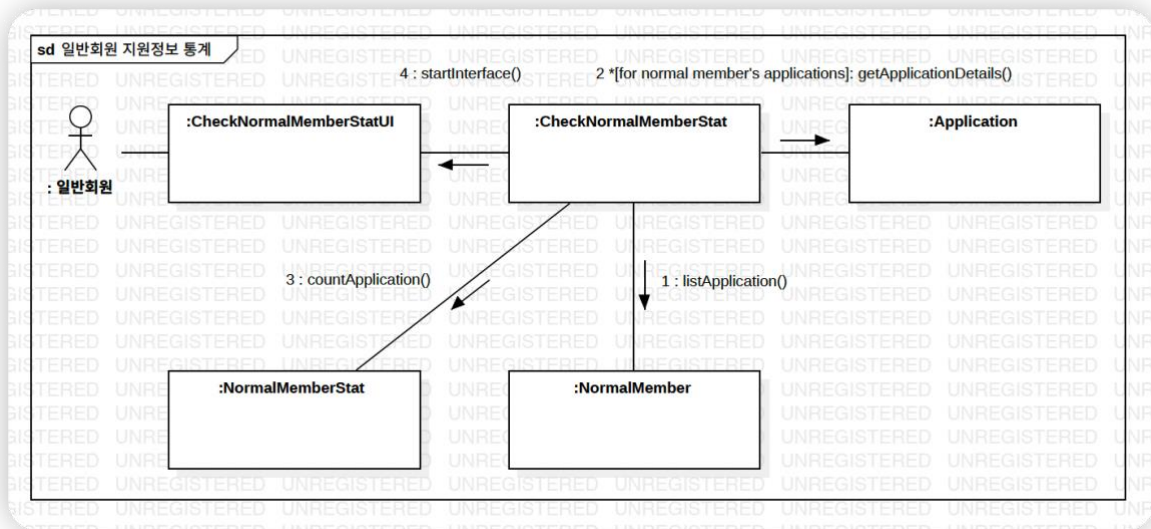 sd 일반회원 지원정보 통계
4 : startInterface()
2 *[for normal member's applications]: getApplicationDetails()
:CheckNormalMemberStatUI
:CheckNormalMemberStat
:Application
: 일반회원
3 : countApplication()
1 : listApplication()
:NormalMemberStat
:NormalMember
UNREGISTERED